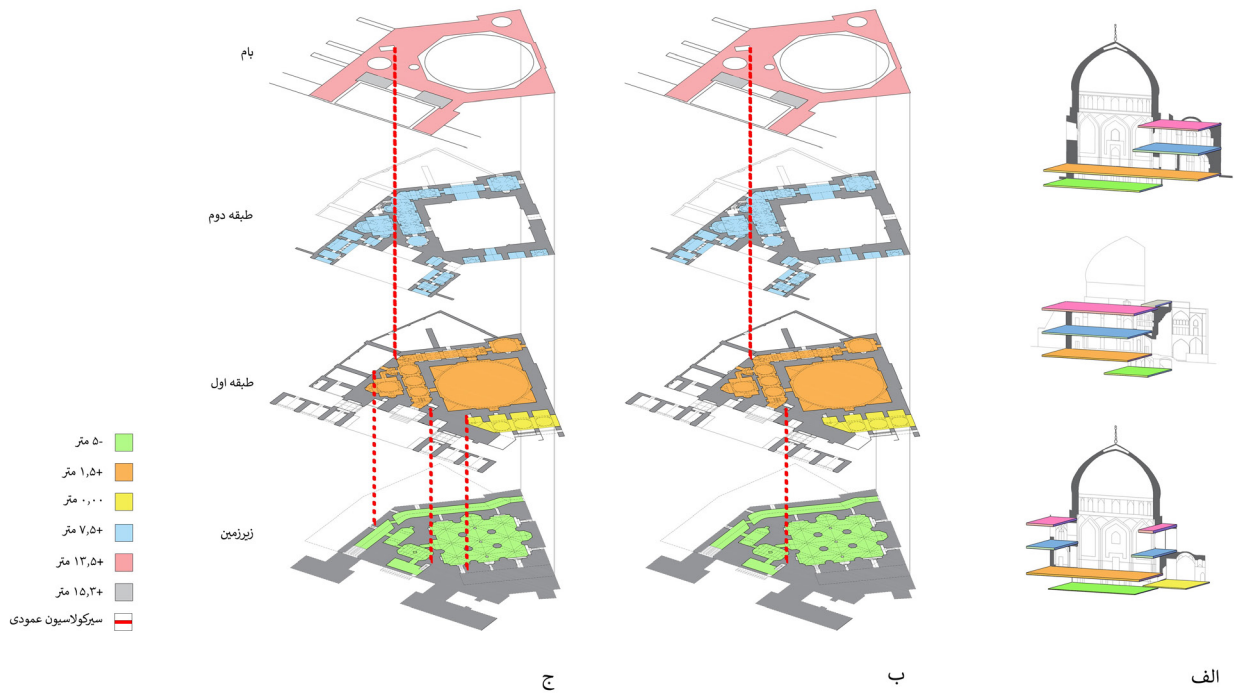 بام
طبقه دوم
طبقه اول
زیرزمین
-۵ متر
+۱,۵ متر
۰,۰۰ متر
+۷,۵ متر
+۱۳,۵ متر
+۱۵,۳ متر
سیرکولاسیون عمودی
الف
ب
ج